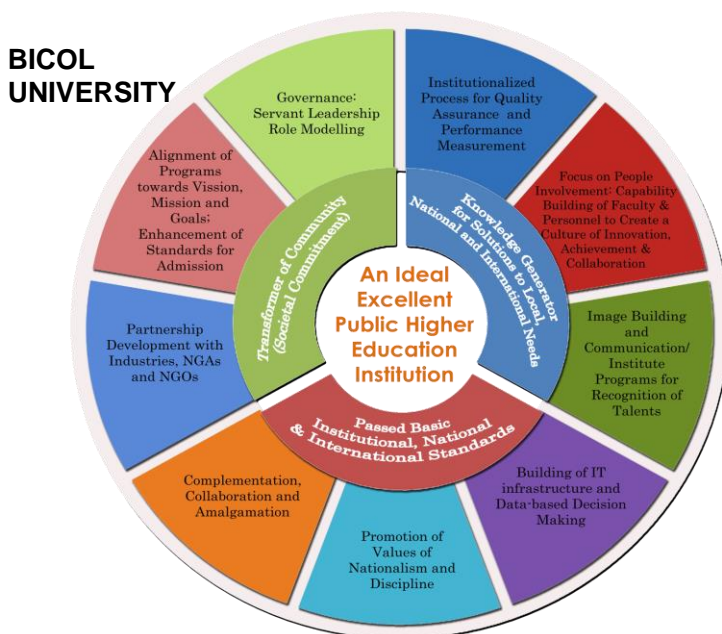 BICOL
UNIVERSITY
Governance:
Servant Leadership
Role Modelling
Institutionalized
Process for Quality
Assurance and
Performance
Measurement
Focus on People
Involvement: Capability
Building of Faculty &
Personnel to Create a
Culture of Innovation,
Achievement &
Collaboration
Image Building
and
Communication/
Institute
Programs for
Recognition of
Talents
Building of IT
infrastructure and
Data-based Decision
Making
Promotion of
Values of
Nationalism and
Discipline
Complementation,
Collaboration and
Amalgamation
Partnership
Development with
Industries, NGAs
and NGOs
Alignment of
Programs
towards Vission,
Mission and
Goals;
Enhancement of
Standards for
Admission
Transformer of Community
(Societal Commitment)
Knowledge Generator
for Solutions to Local,
National and International Needs
Passed Basic
Institutional, National
& International Standards
An Ideal
Excellent
Public Higher
Education
Institution